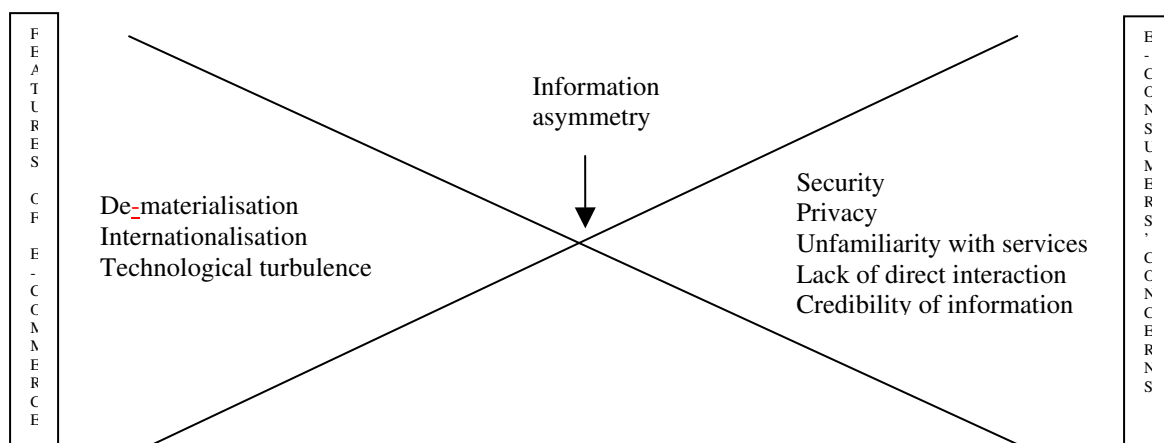 FEATURES OF E-COMMERCE
Information
asymmetry
De-materialisation
Internationalisation
Technological turbulence
Security
Privacy
Unfamiliarity with services
Lack of direct interaction
Credibility of information
E-CONSUMERS’ CONCERNS